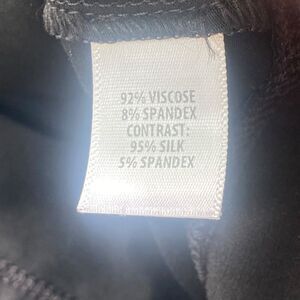 92% VISCOSE
8% SPANDEX
CONTRAST:
95% SILK
5% SPANDEX